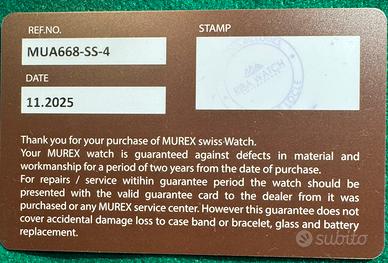 REF.NO.
STAMP
MUA668-SS-4
DATE
11.2025
WATCH
Thank you for your purchase of MUREX swiss-Watch.
Your MUREX watch is guaranteed against defects in material and
workmanship for a period of two years from the date of purchase.
For repairs / service witihin guarantee period the watch should be
presented with the valid guarantee card to the dealer from it was
purchased or any MUREX service center. However this guarantee does not
cover accidental damage loss to case band or bracelet, glass and battery
replacement.
subito